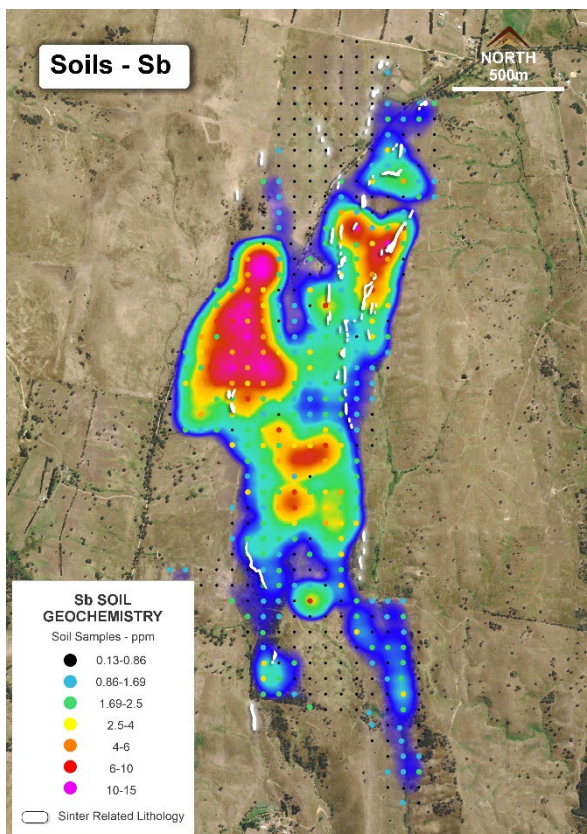 Soils - Sb
NORTH
500m
Sb SOIL
GEOCHEMISTRY
Soil Samples - ppm
0.13-0.86
0.86-1.69
1.69-2.5
2.5-4
4-6
6-10
10-15
Sinter Related Lithology